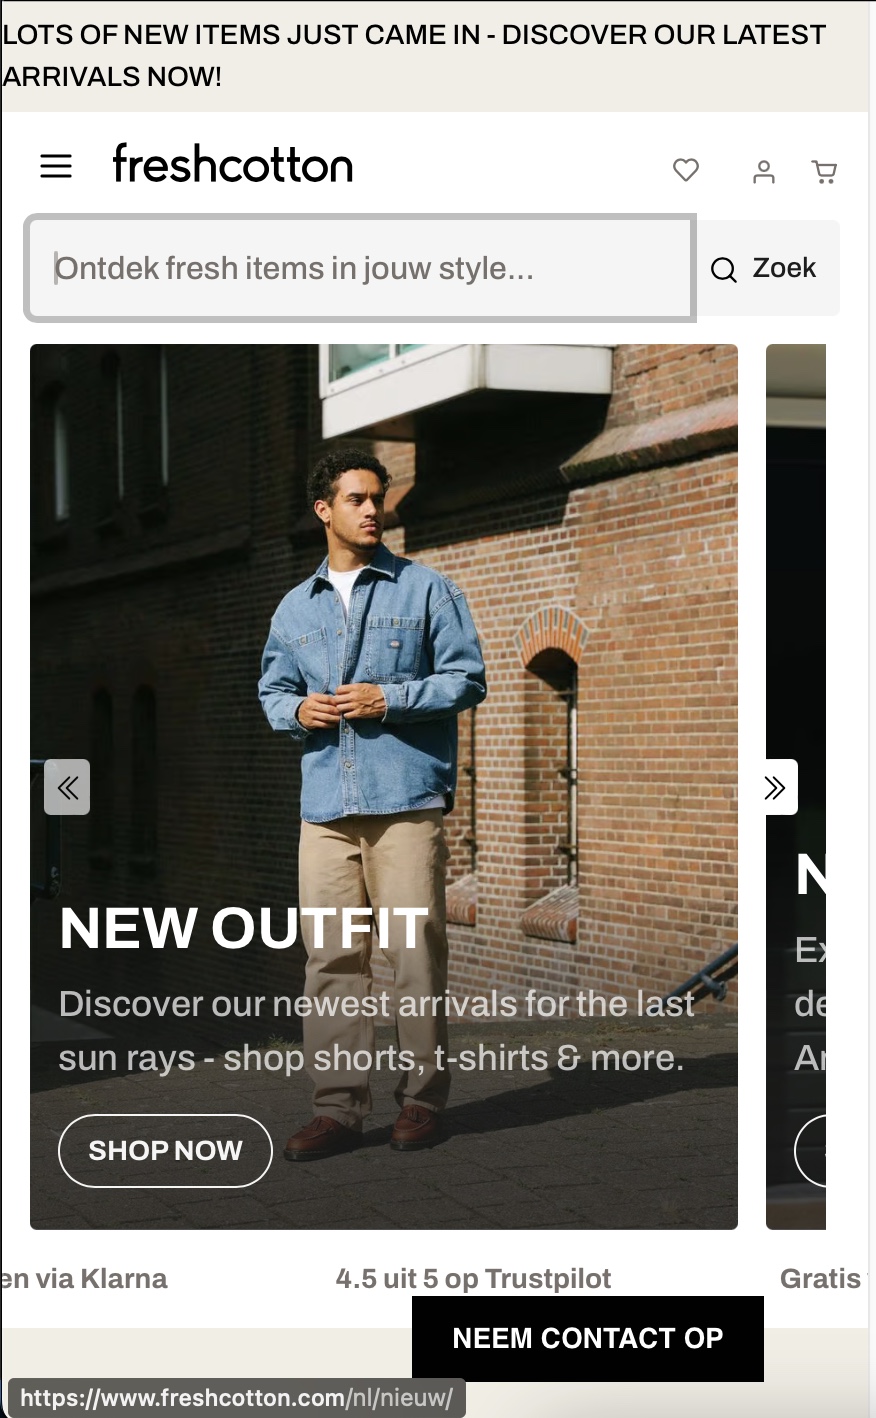 LOTS OF NEW ITEMS JUST CAME IN - DISCOVER OUR LATEST
ARRIVALS NOW!
freshcotton
Ontdek fresh items in jouw style...
Zoek
NEW OUTFIT
Discover our newest arrivals for the last
sun rays - shop shorts, t-shirts & more.
SHOP NOW
N
Ex
de
Ar
en via Klarna
4.5 uit 5 op Trustpilot
Gratis
NEEM CONTACT OP
https://www.freshcotton.com/nl/nieuw/